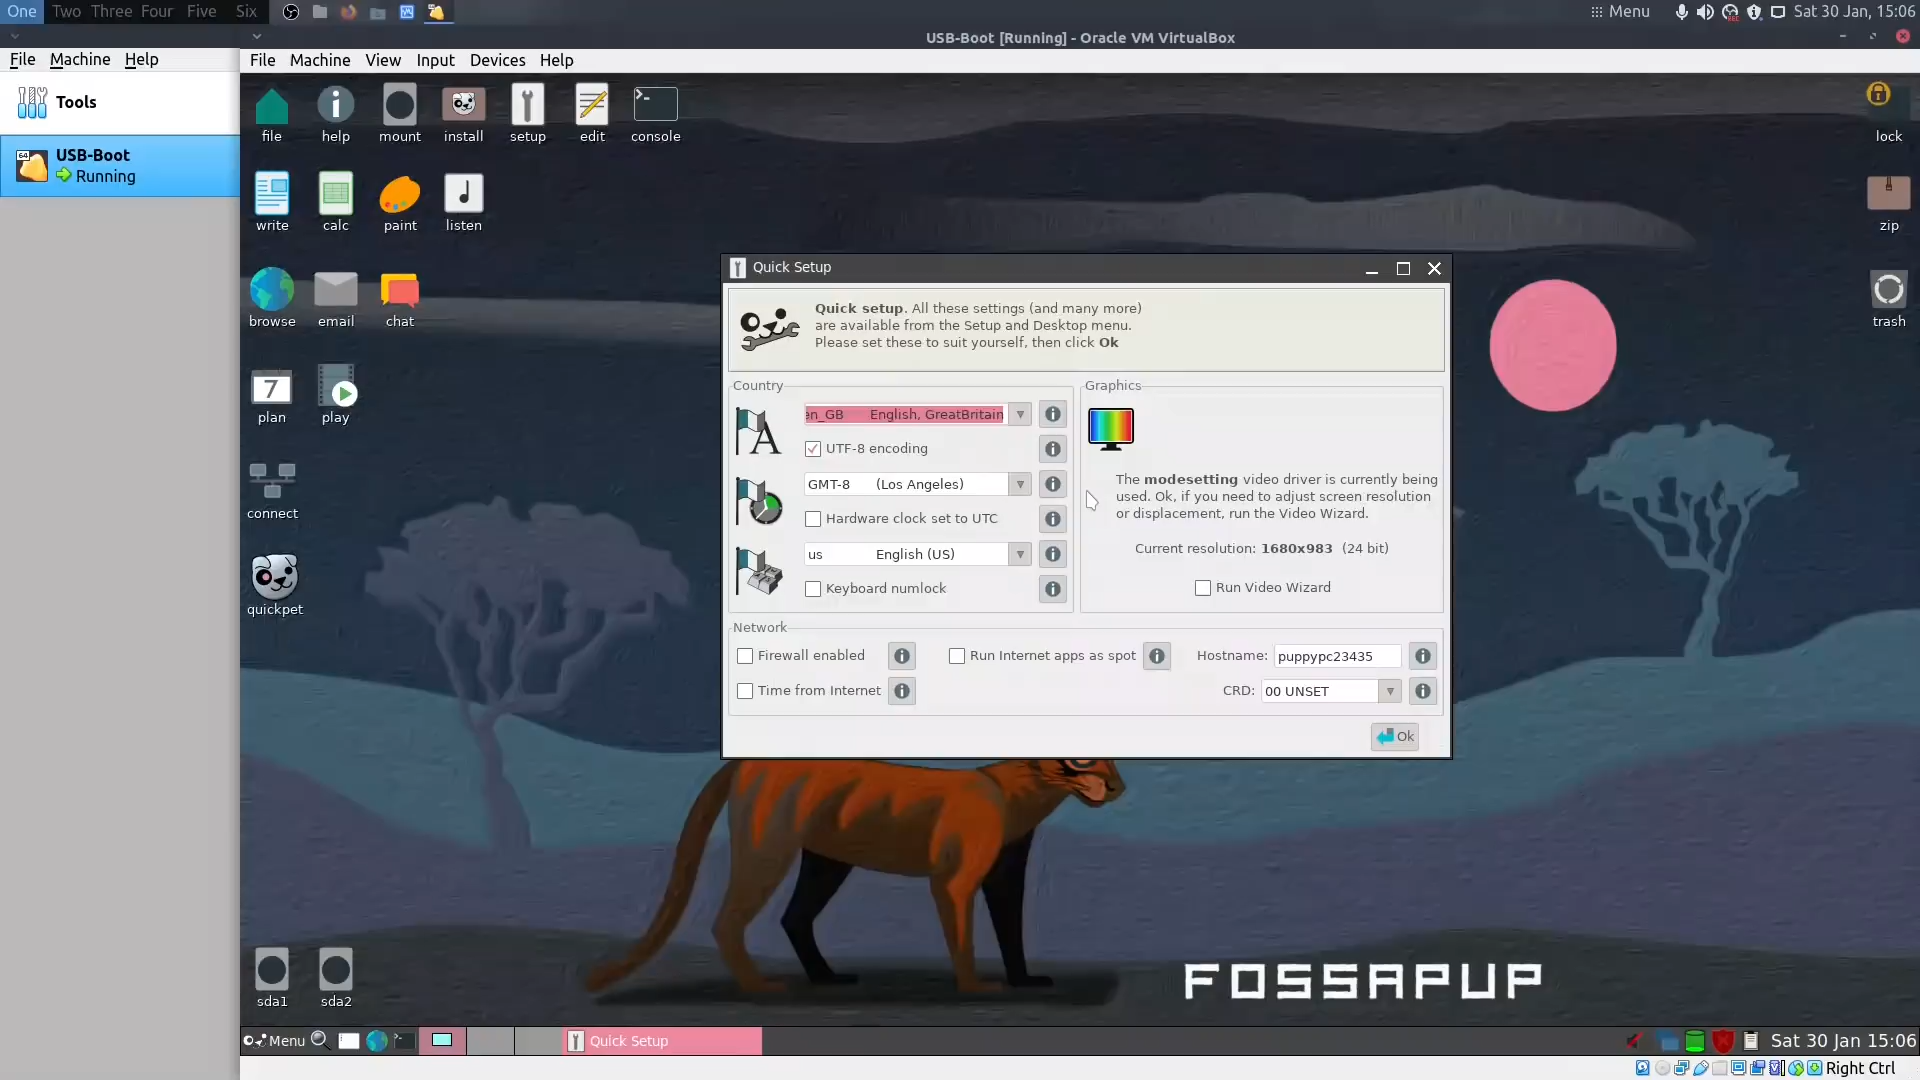 One Two Three Four Five Six
Menu Sat 30 Jan, 15:06
USB-Boot [Running] - Oracle VM VirtualBox
File Machine Help
File Machine View Input Devices Help
Tools
64
USB-Boot
Running
file help mount install setup edit console
lock
write calc paint listen
zip
browse email chat
trash
7
plan play
connect
quickpet
Quick Setup
Quick setup. All these settings (and many more)
are available from the Setup and Desktop menu.
Please set these to suit yourself, then click Ok
Country
en_GB English, GreatBritain
UTF-8 encoding
GMT-8 (Los Angeles)
Hardware clock set to UTC
us English (US)
Keyboard numlock
Graphics
The modesetting video driver is currently being
used. Ok, if you need to adjust screen resolution
or displacement, run the Video Wizard.
Current resolution: 1680x983 (24 bit)
Run Video Wizard
Network
Firewall enabled Run Internet apps as spot Hostname: puppypc23435
Time from Internet CRD: 00 UNSET
Ok
FOSSAPUP
sda1 sda2
Menu Quick Setup Sat 30 Jan 15:06
Right Ctrl